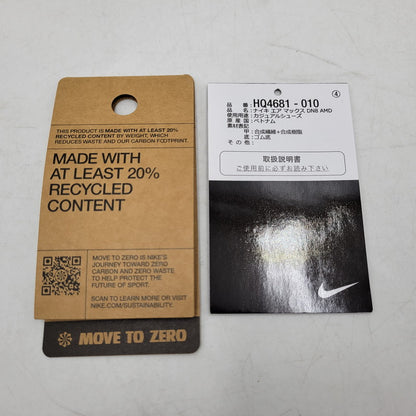 THIS PRODUCT IS MADE WITH AT LEAST 20%
RECYCLED CONTENT BY WEIGHT, WHICH
REDUCES WASTE AND OUR CARBON FOOTPRINT.
MADE WITH
AT LEAST 20%
RECYCLED
CONTENT
MOVE TO ZERO IS NIKE'S
JOURNEY TOWARD ZERO
CARBON AND ZERO WASTE
TO HELP PROTECT THE
FUTURE OF SPORT.
SCAN TO LEARN MORE OR VISIT
NIKE.COM/SUSTAINABILITY.
MOVE TO ZERO
④
品番: HQ4681-010
品名: ナイキ エア マックス DN8 AMD
使用用途: カジュアルシューズ
原産国: ベトナム
素材表記
甲: 合成繊維+合成樹脂
底: ゴム底
その他:
取扱説明書
ご使用前に必ずお読み下さい